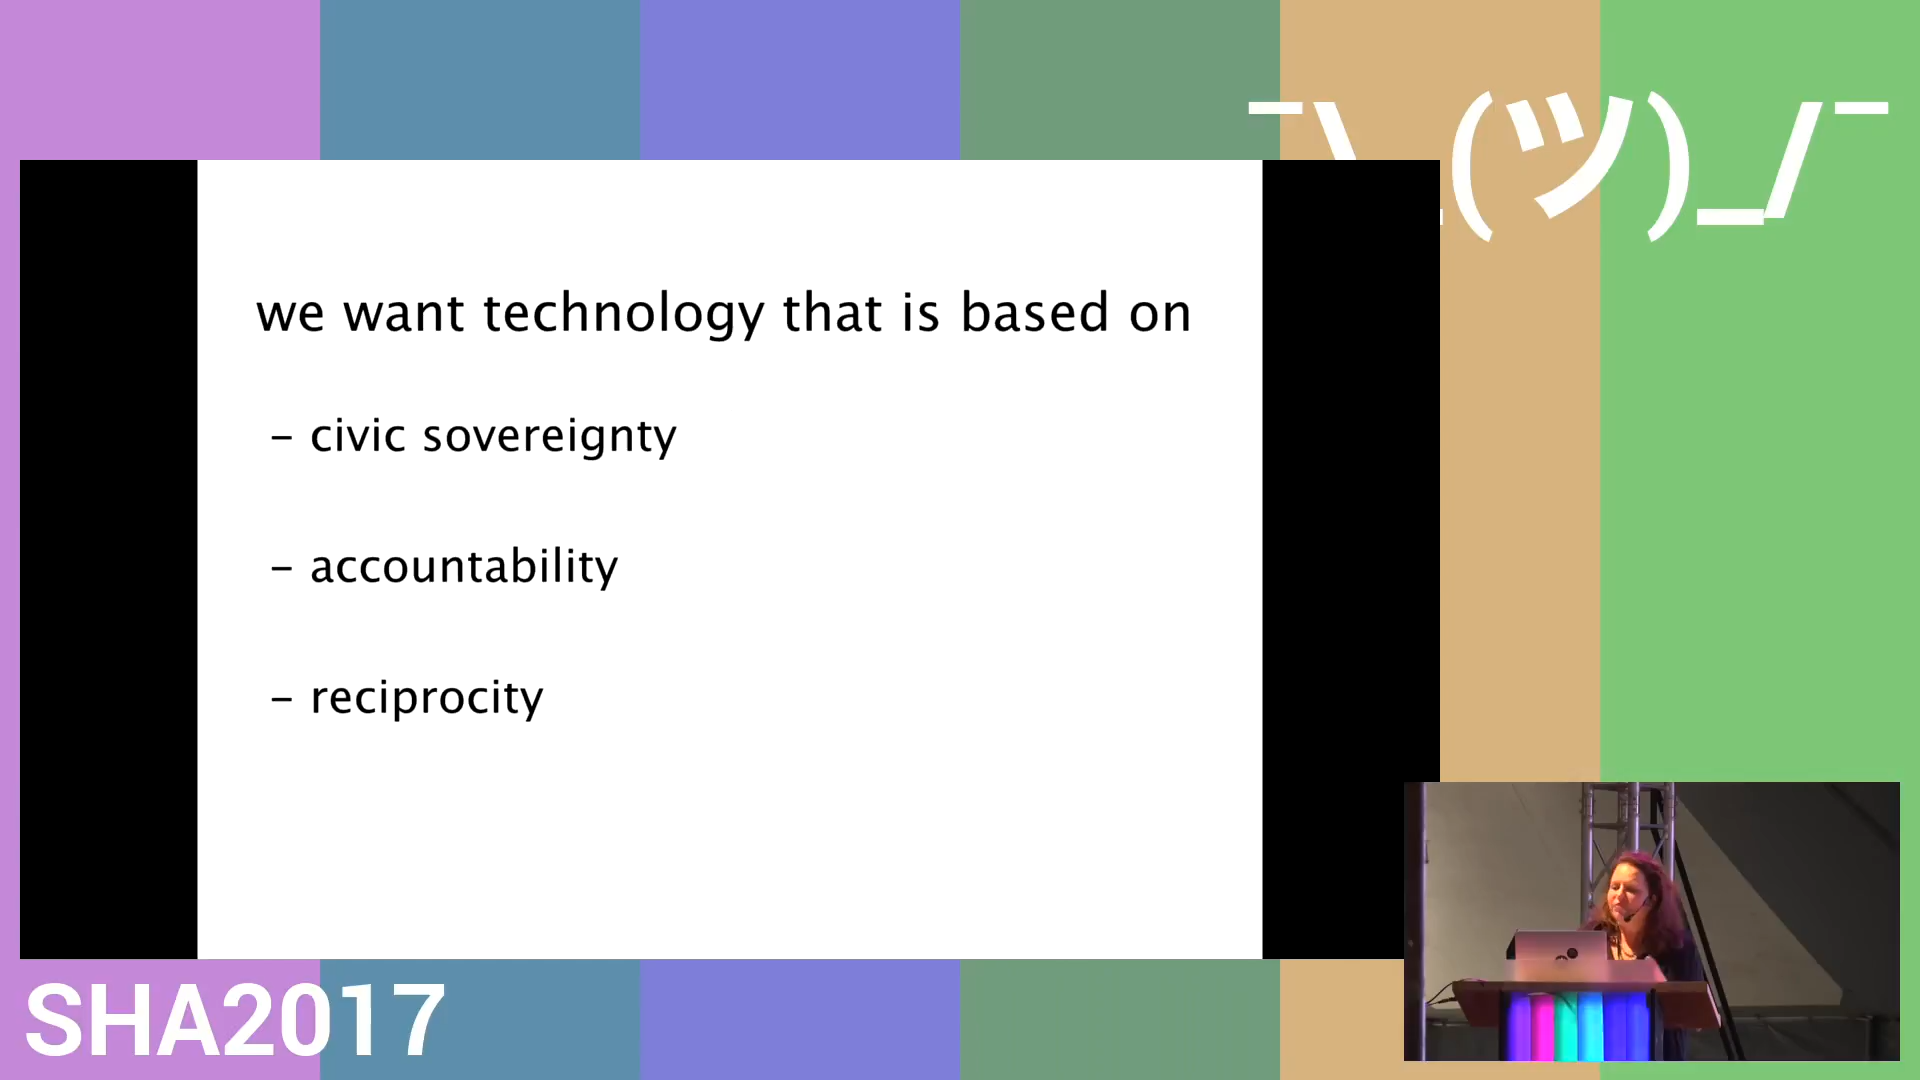 ¯\_(ツ)_/¯
we want technology that is based on
– civic sovereignty
– accountability
– reciprocity
SHA2017